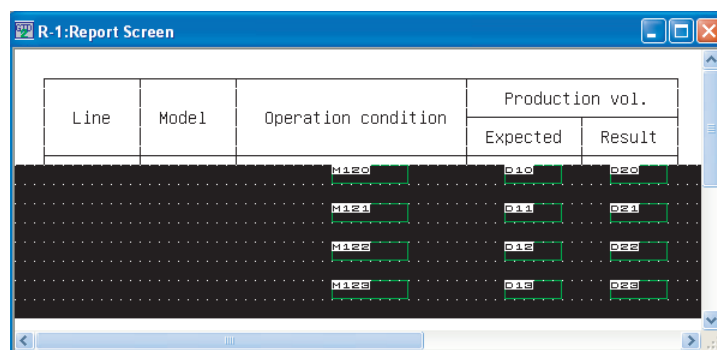 R-1:Report Screen
Production vol.
Line Model Operation condition
Expected Result
M120 D10 D20
M121 D11 D21
M122 D12 D22
M123 D13 D23